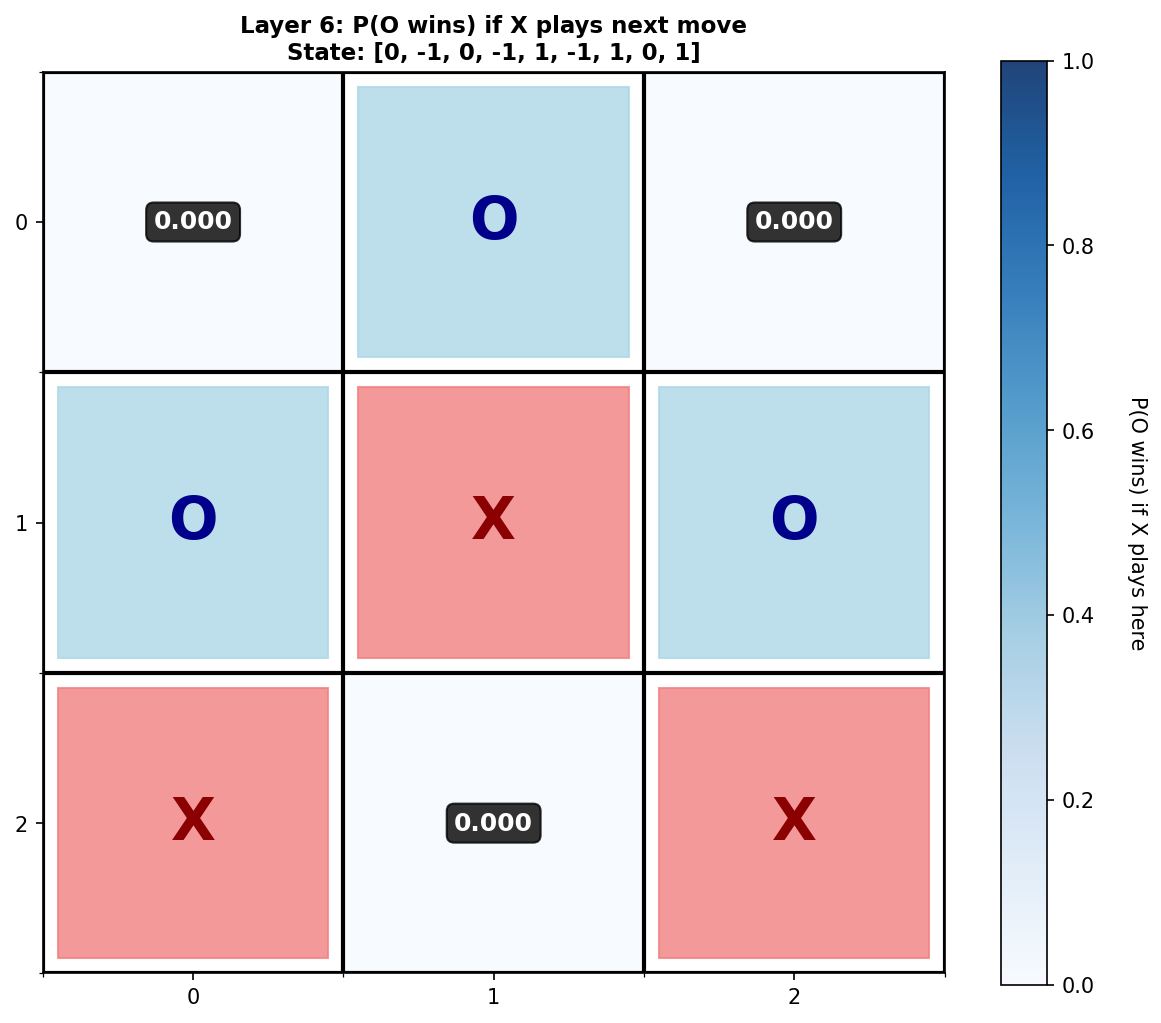 Layer 6: P(O wins) if X plays next move
State: [0, -1, 0, -1, 1, -1, 1, 0, 1]
0
0.000
O
0.000
1
O
X
O
2
X
0.000
X
0
1
2
1.0
0.8
0.6
0.4
0.2
0.0
P(O wins) if X plays here